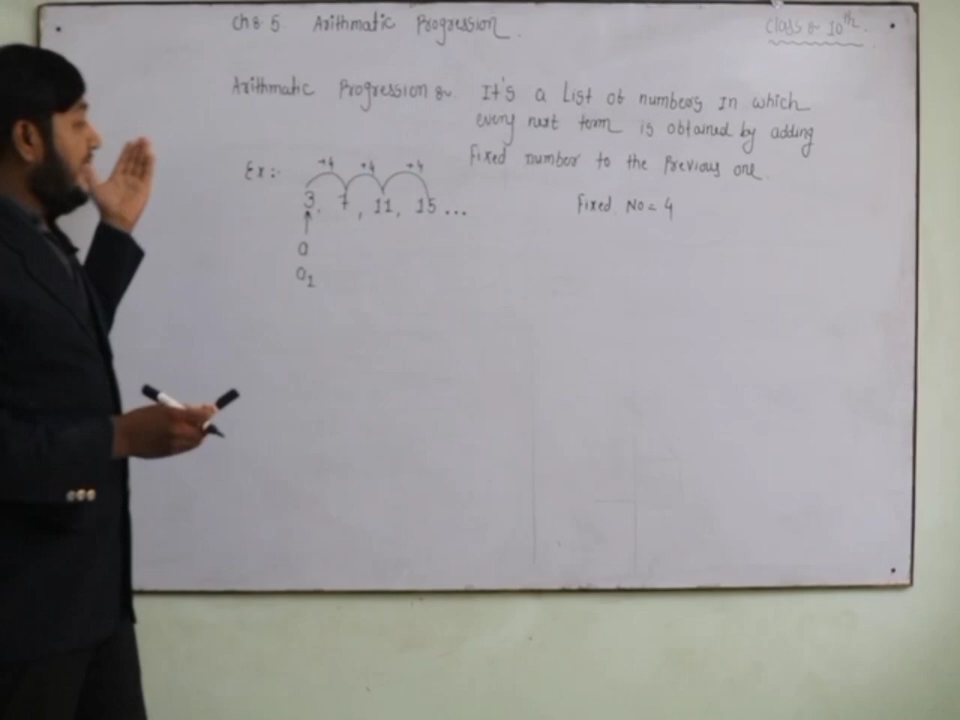 Ch 8. 5. Arithmatic Progression.
Class :- 10th.
Arithmatic Progression :- It's a List of numbers In which
every next term is obtained by adding
Fixed number to the Previous one.
Ex:- +4 +4 +4
3, 7, 11, 15 ...
Fixed No = 4
a
a2